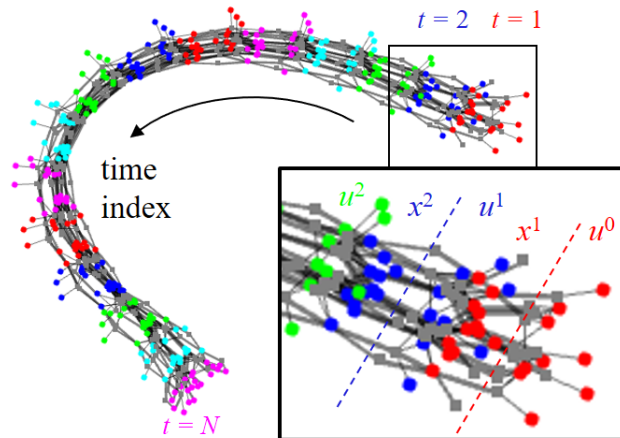 t = 2 t = 1
time
index
u² x² u¹
x¹ u⁰
t = N